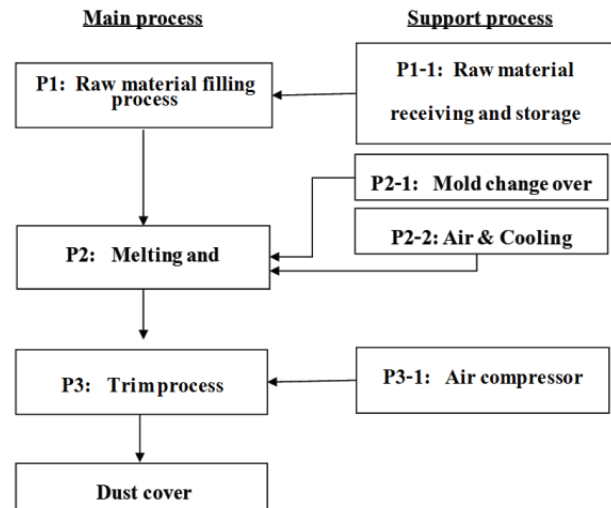 Main process
Support process
P1: Raw material filling
process
P1-1: Raw material
receiving and storage
P2-1: Mold change over
P2-2: Air & Cooling
P2: Melting and
P3: Trim process
P3-1: Air compressor
Dust cover